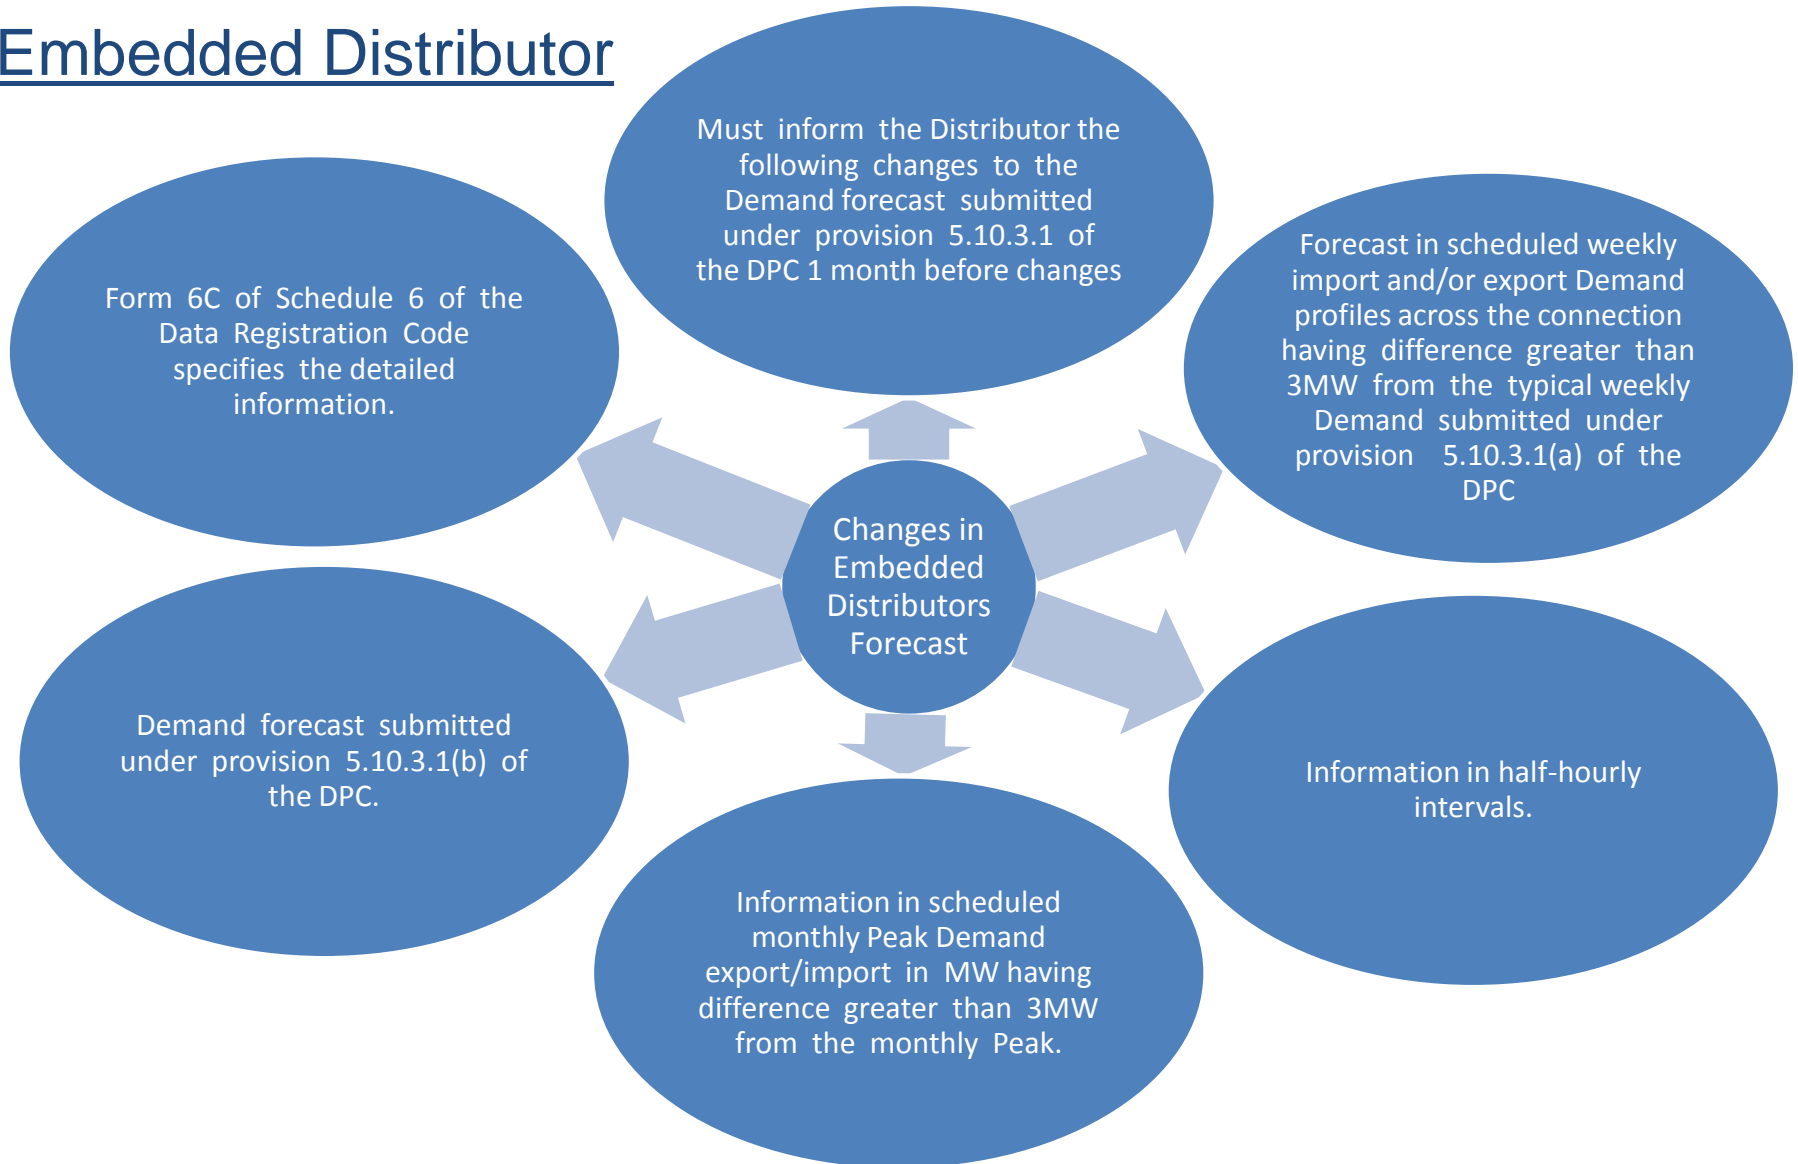 Embedded Distributor
Must inform the Distributor the
following changes to the
Demand forecast submitted
under provision 5.10.3.1 of
the DPC 1 month before changes
Forecast in scheduled weekly
import and/or export Demand
profiles across the connection
having difference greater than
3MW from the typical weekly
Demand submitted under
provision 5.10.3.1(a) of the
DPC
Information in half-hourly
intervals.
Information in scheduled
monthly Peak Demand
export/import in MW having
difference greater than 3MW
from the monthly Peak.
Demand forecast submitted
under provision 5.10.3.1(b) of
the DPC.
Form 6C of Schedule 6 of the
Data Registration Code
specifies the detailed
information.
Changes in
Embedded
Distributors
Forecast